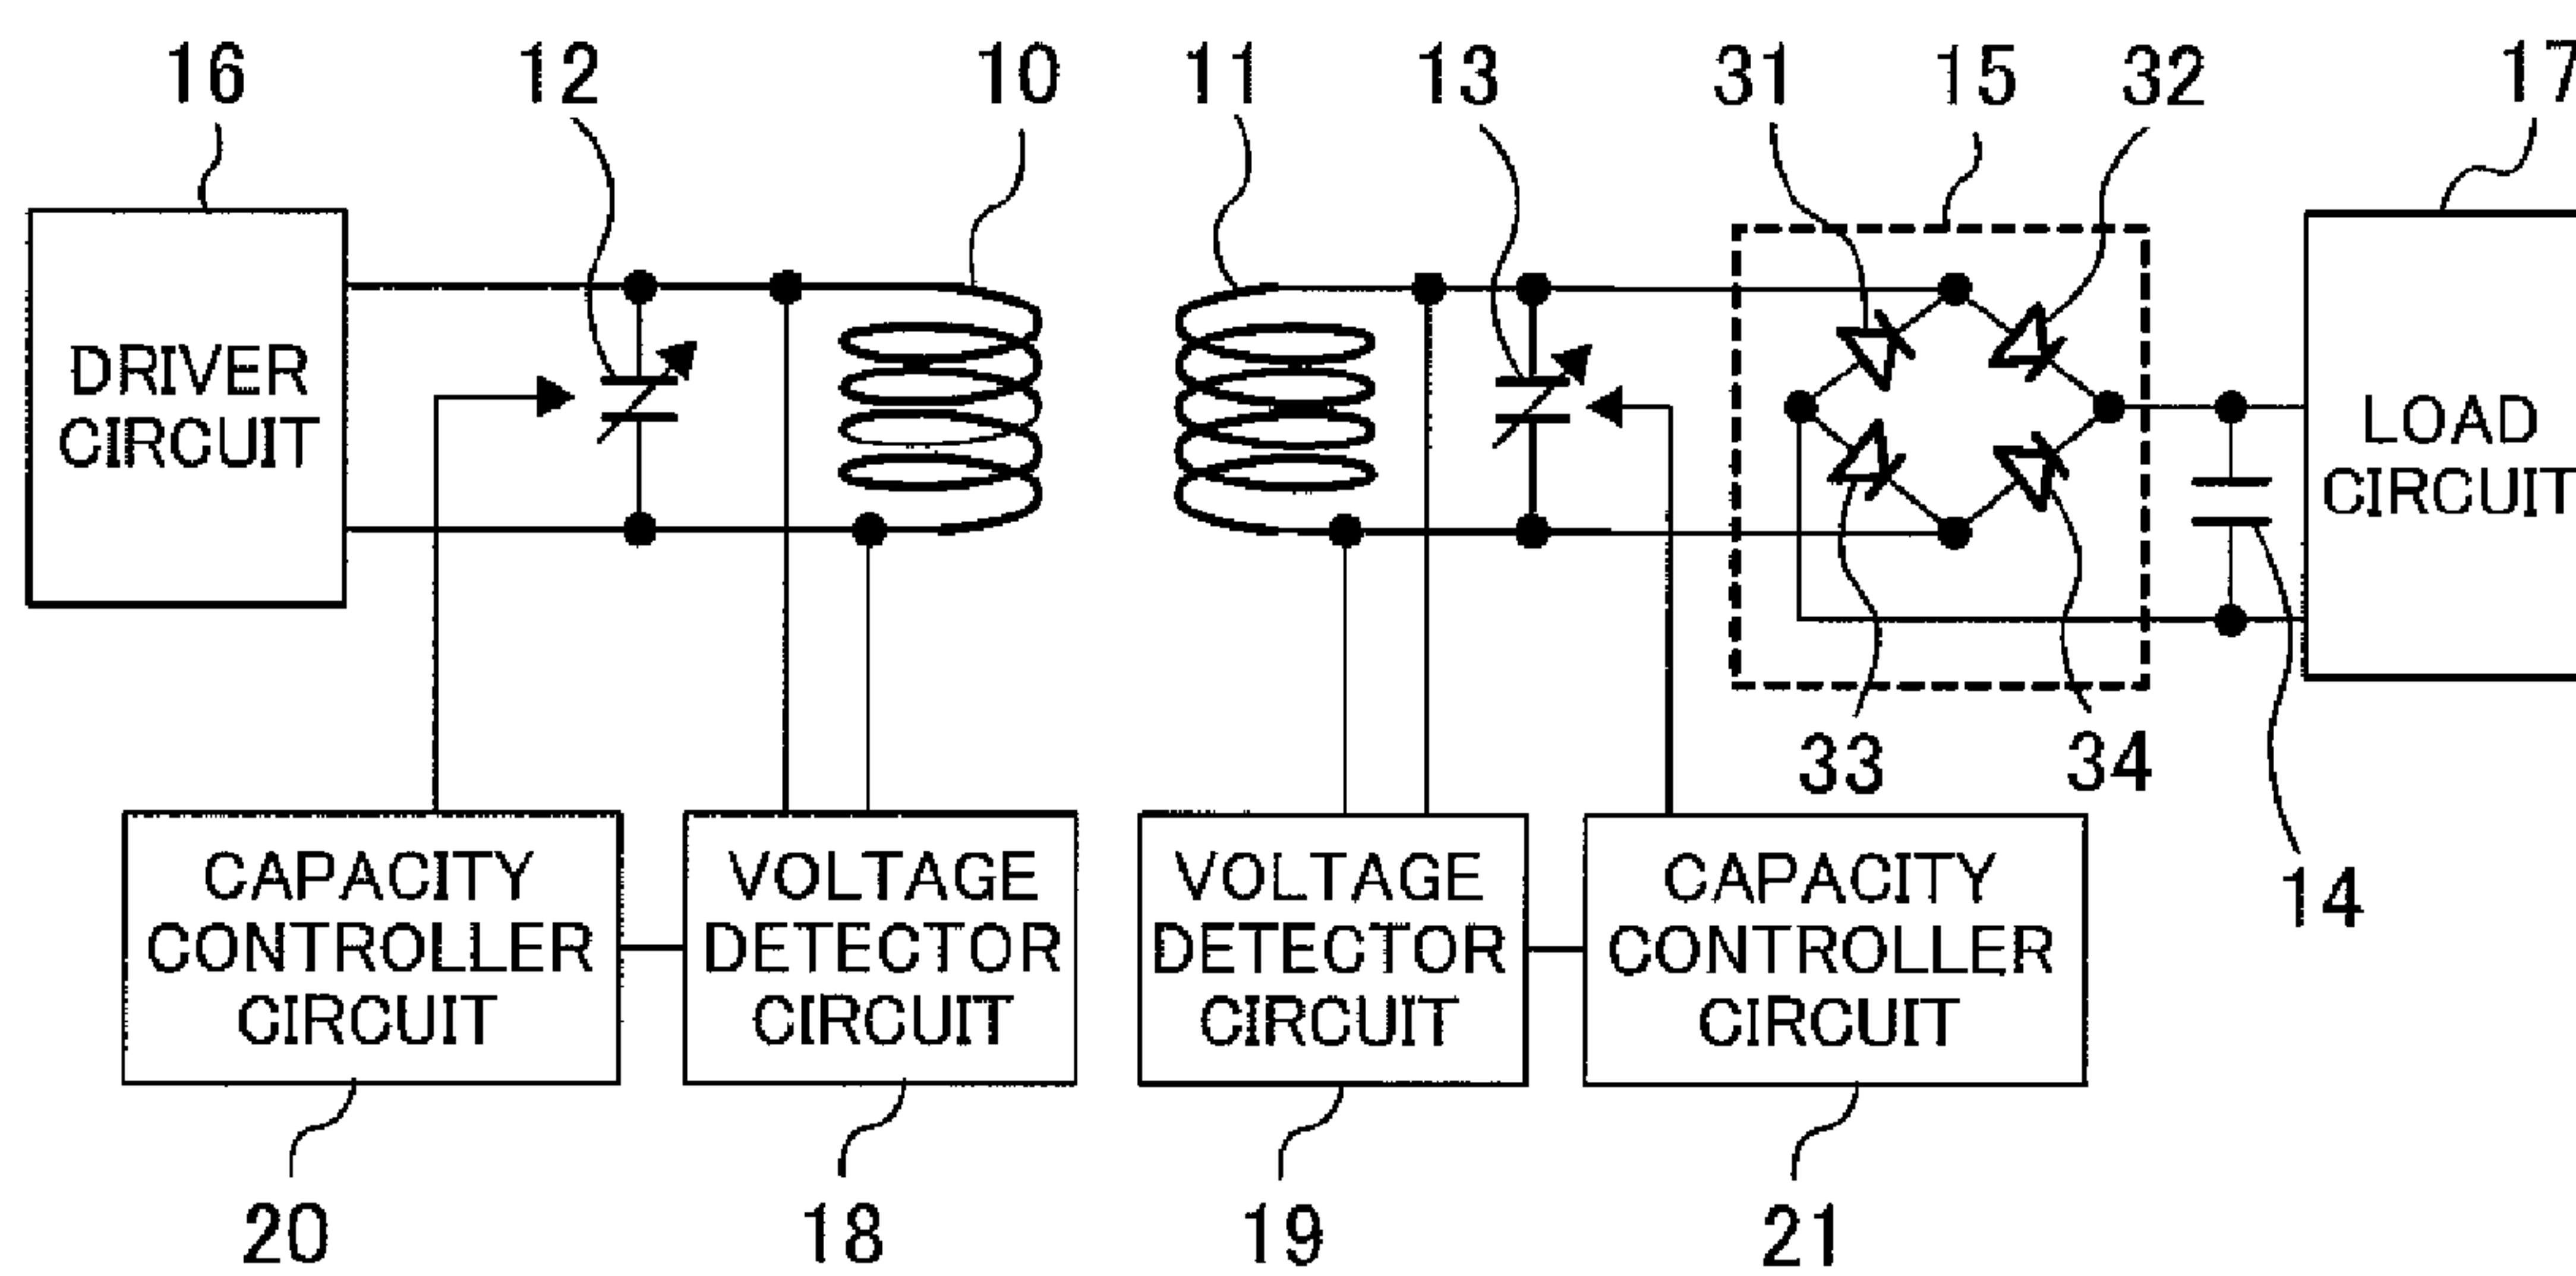 16 12 10 11 13 31 15 32 17
DRIVER
CIRCUIT
LOAD
CIRCUIT
33 34
14
CAPACITY
CONTROLLER
CIRCUIT
VOLTAGE
DETECTOR
CIRCUIT
VOLTAGE
DETECTOR
CIRCUIT
CAPACITY
CONTROLLER
CIRCUIT
20 18 19 21